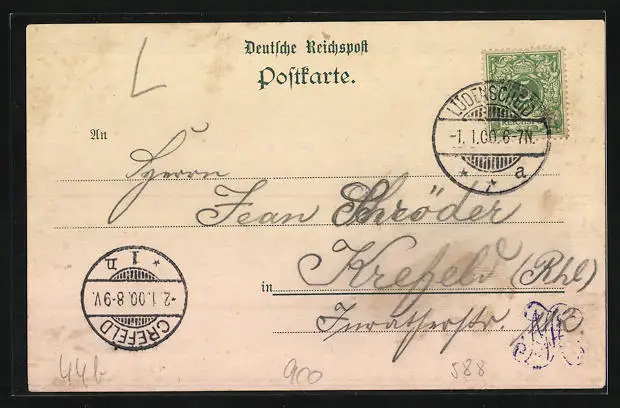 L
Deutsche Reichspost
Postkarte.
LÜDENSCHEID
-1.1.00.6-7N.
* * a
An
Herrn
Jean Schröder
in Krefeld (Rhl)
1 n
-2.1.00.8-9V.
CREFELD
44b
900
588